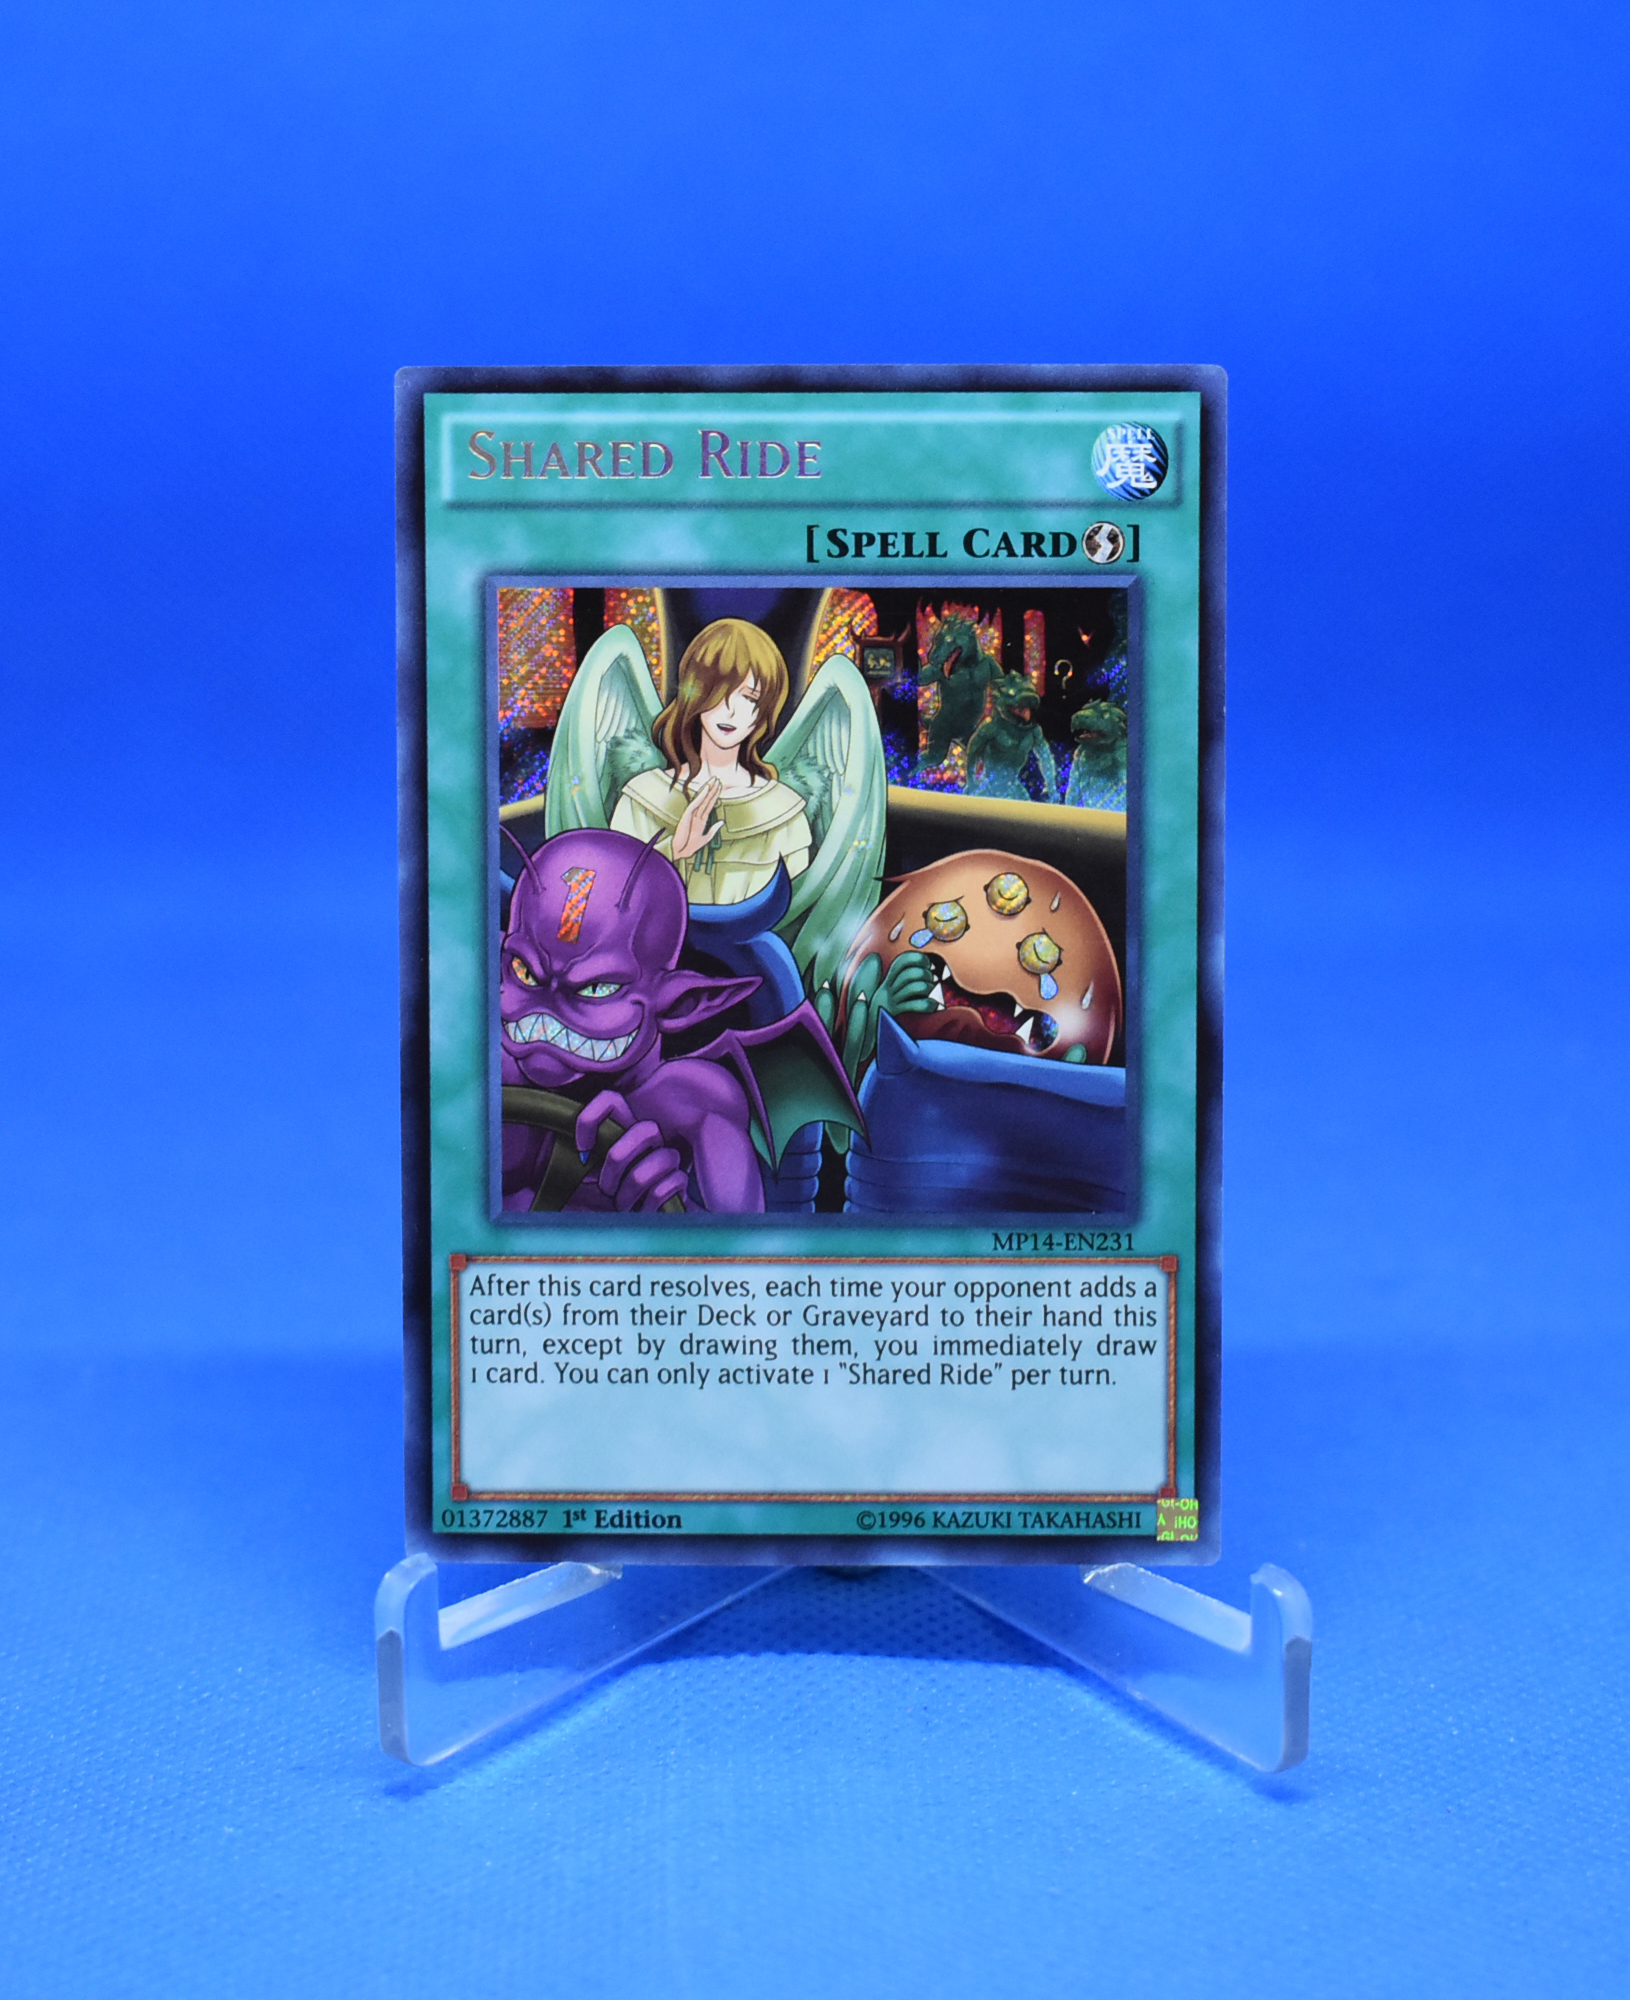 SHARED RIDE
SPELL
魔
[SPELL CARD]
1
?
MP14-EN231
After this card resolves, each time your opponent adds a
card(s) from their Deck or Graveyard to their hand this
turn, except by drawing them, you immediately draw
1 card. You can only activate 1 "Shared Ride" per turn.
01372887 1st Edition
©1996 KAZUKI TAKAHASHI